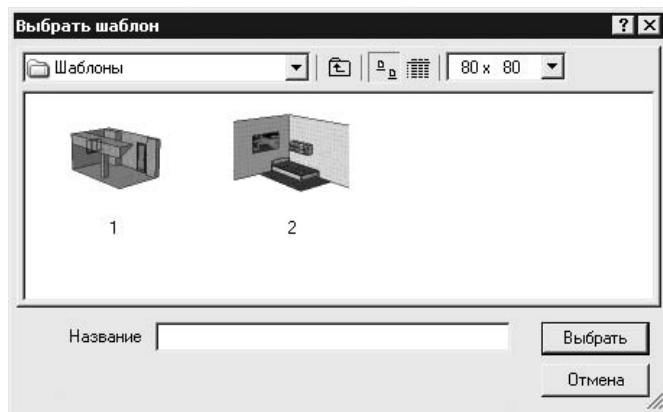 Выбрать шаблон
Шаблоны
80 x 80
1
2
Название
Выбрать
Отмена